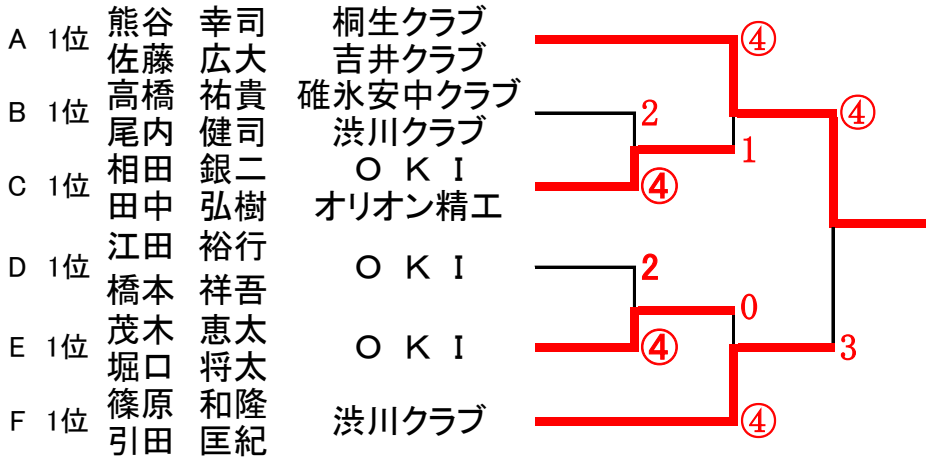 熊谷　幸司 桐生クラブ
A 1位 ④
佐藤　広大 吉井クラブ
高橋　祐貴 碓氷安中クラブ
B 1位 2 ④
尾内　健司 渋川クラブ
1
相田　銀二 Ｏ Ｋ Ｉ
C 1位 ④
田中　弘樹 オリオン精工
江田　裕行
D 1位 Ｏ Ｋ Ｉ 2
橋本　祥吾
0
茂木　恵太
E 1位 Ｏ Ｋ Ｉ ④ 3
堀口　将太
篠原　和隆
F 1位 渋川クラブ ④
引田　匡紀